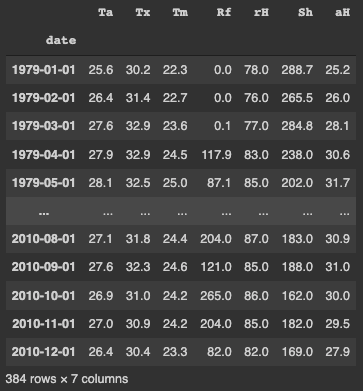 Ta Tx Tm Rf rH Sh aH
date
1979-01-01 25.6 30.2 22.3 0.0 78.0 288.7 25.2
1979-02-01 26.4 31.4 22.7 0.0 76.0 265.5 26.0
1979-03-01 27.6 32.9 23.6 0.1 77.0 284.8 28.1
1979-04-01 27.9 32.9 24.5 117.9 83.0 238.0 30.6
1979-05-01 28.1 32.5 25.0 87.1 85.0 202.0 31.7
... ... ... ... ... ... ... ...
2010-08-01 27.1 31.8 24.4 204.0 87.0 183.0 30.9
2010-09-01 27.6 32.3 24.6 121.0 85.0 188.0 31.0
2010-10-01 26.9 31.0 24.2 265.0 86.0 162.0 30.0
2010-11-01 27.0 30.9 24.2 204.0 85.0 182.0 29.5
2010-12-01 26.4 30.4 23.3 82.0 82.0 169.0 27.9
384 rows × 7 columns